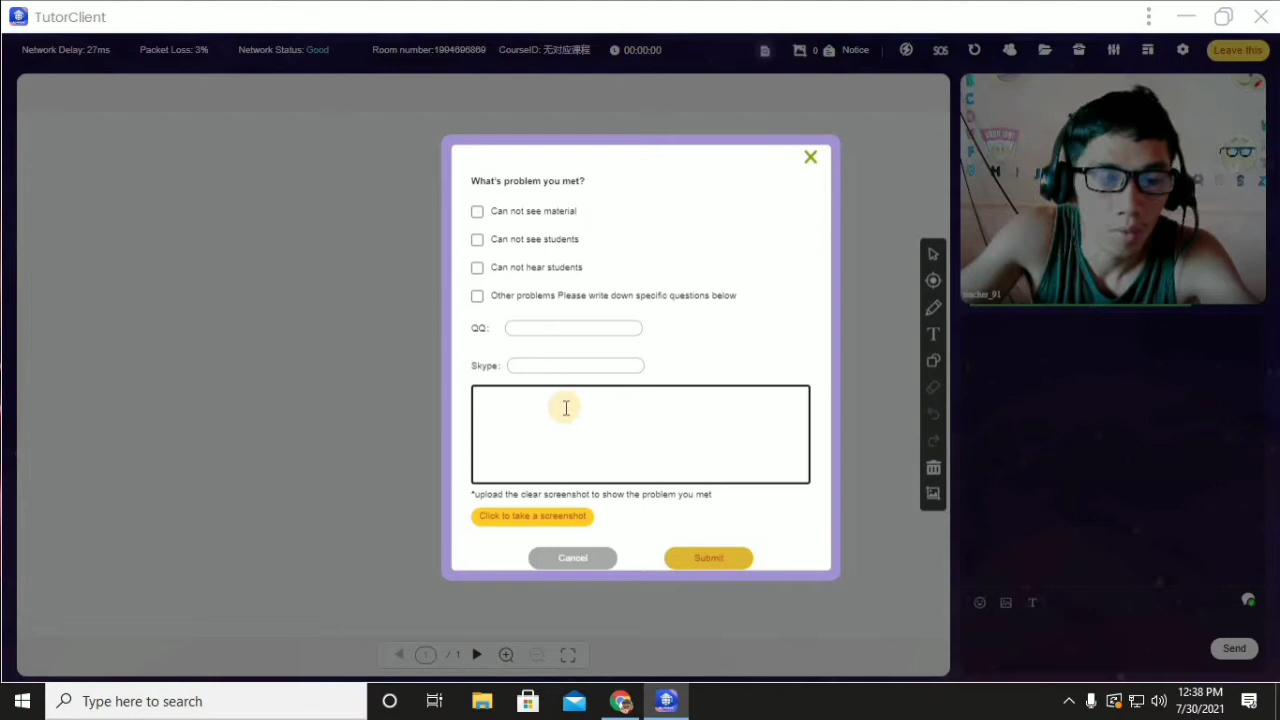 TutorClient
Network Delay: 27ms Packet Loss: 3% Network Status: Good Room number:1994696869 CourseID: 无对应课程 00:00:00 0 Notice SOS Leave this
What's problem you met?
Can not see material
Can not see students
Can not hear students
Other problems Please write down specific questions below
QQ:
Skype:
*upload the clear screenshot to show the problem you met
Click to take a screenshot
Cancel Submit
1 / 1
T
T
Send
Type here to search
12:38 PM
7/30/2021